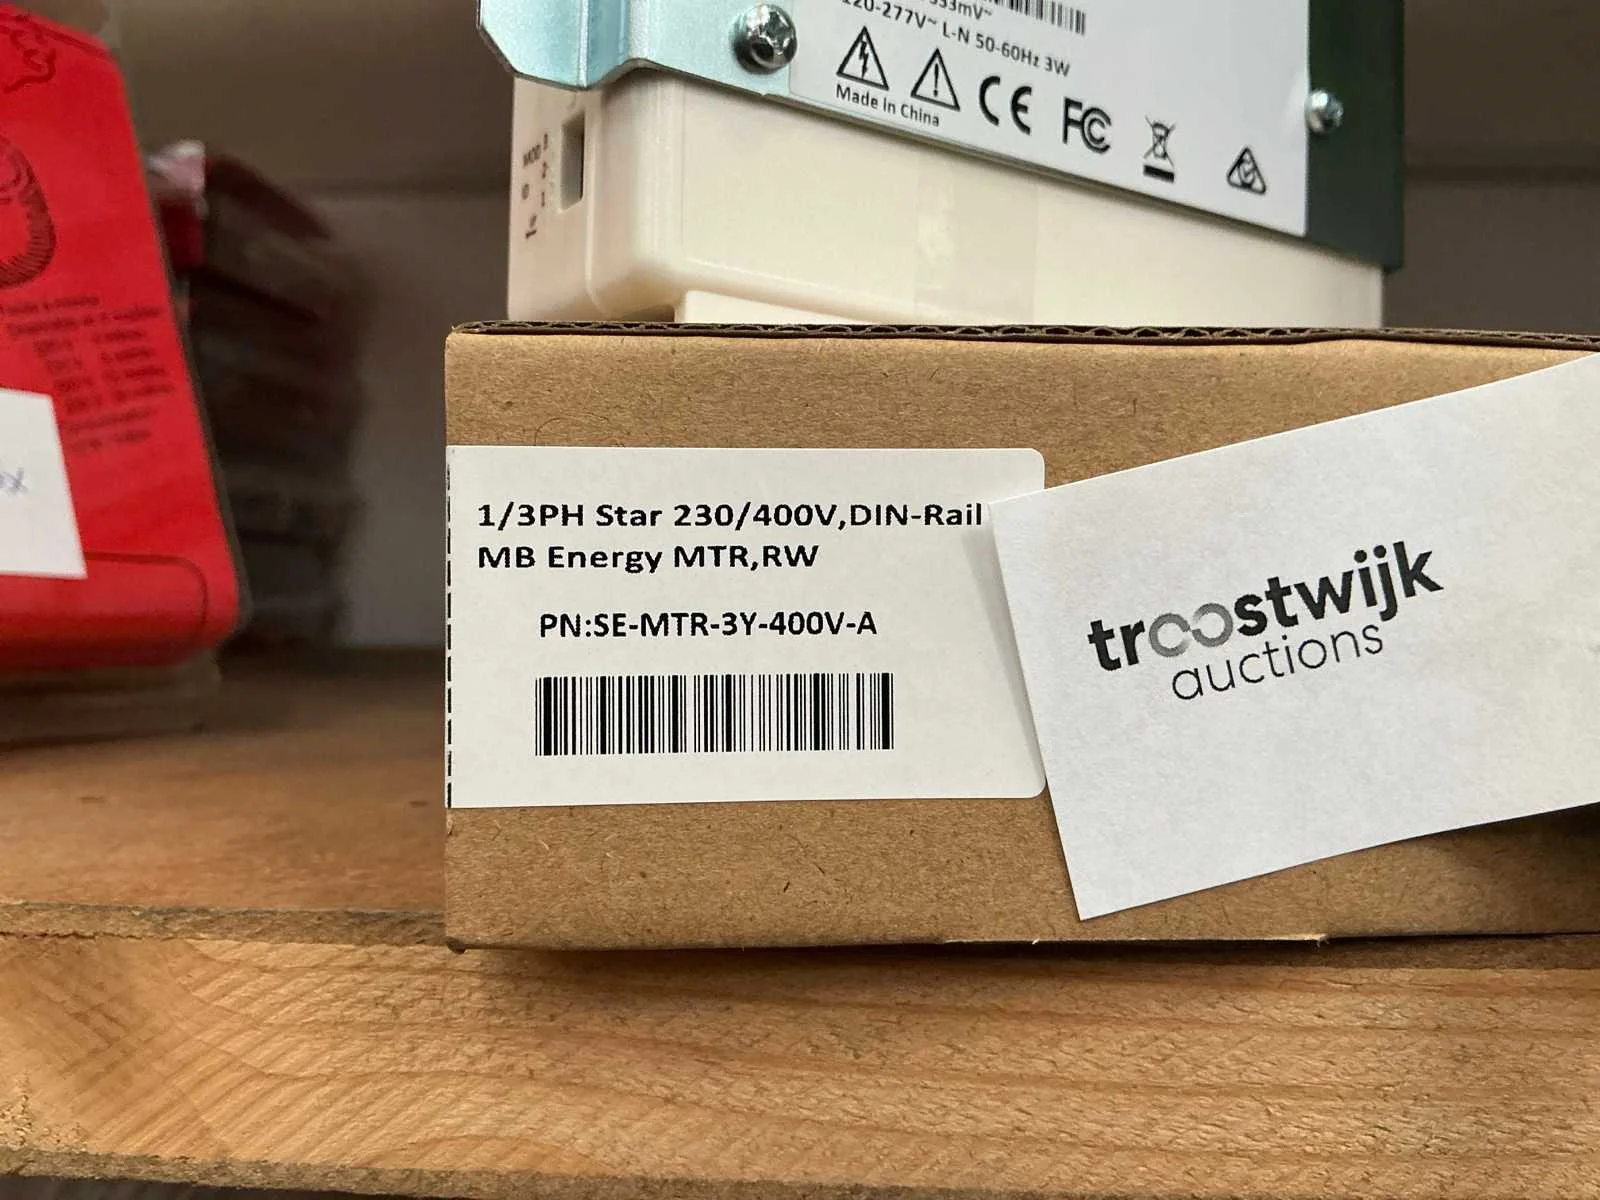 120-277V~ L-N 50-60Hz 3W
Made in China
CE FC
1/3PH Star 230/400V,DIN-Rail
MB Energy MTR,RW
PN:SE-MTR-3Y-400V-A
troostwijk
auctions